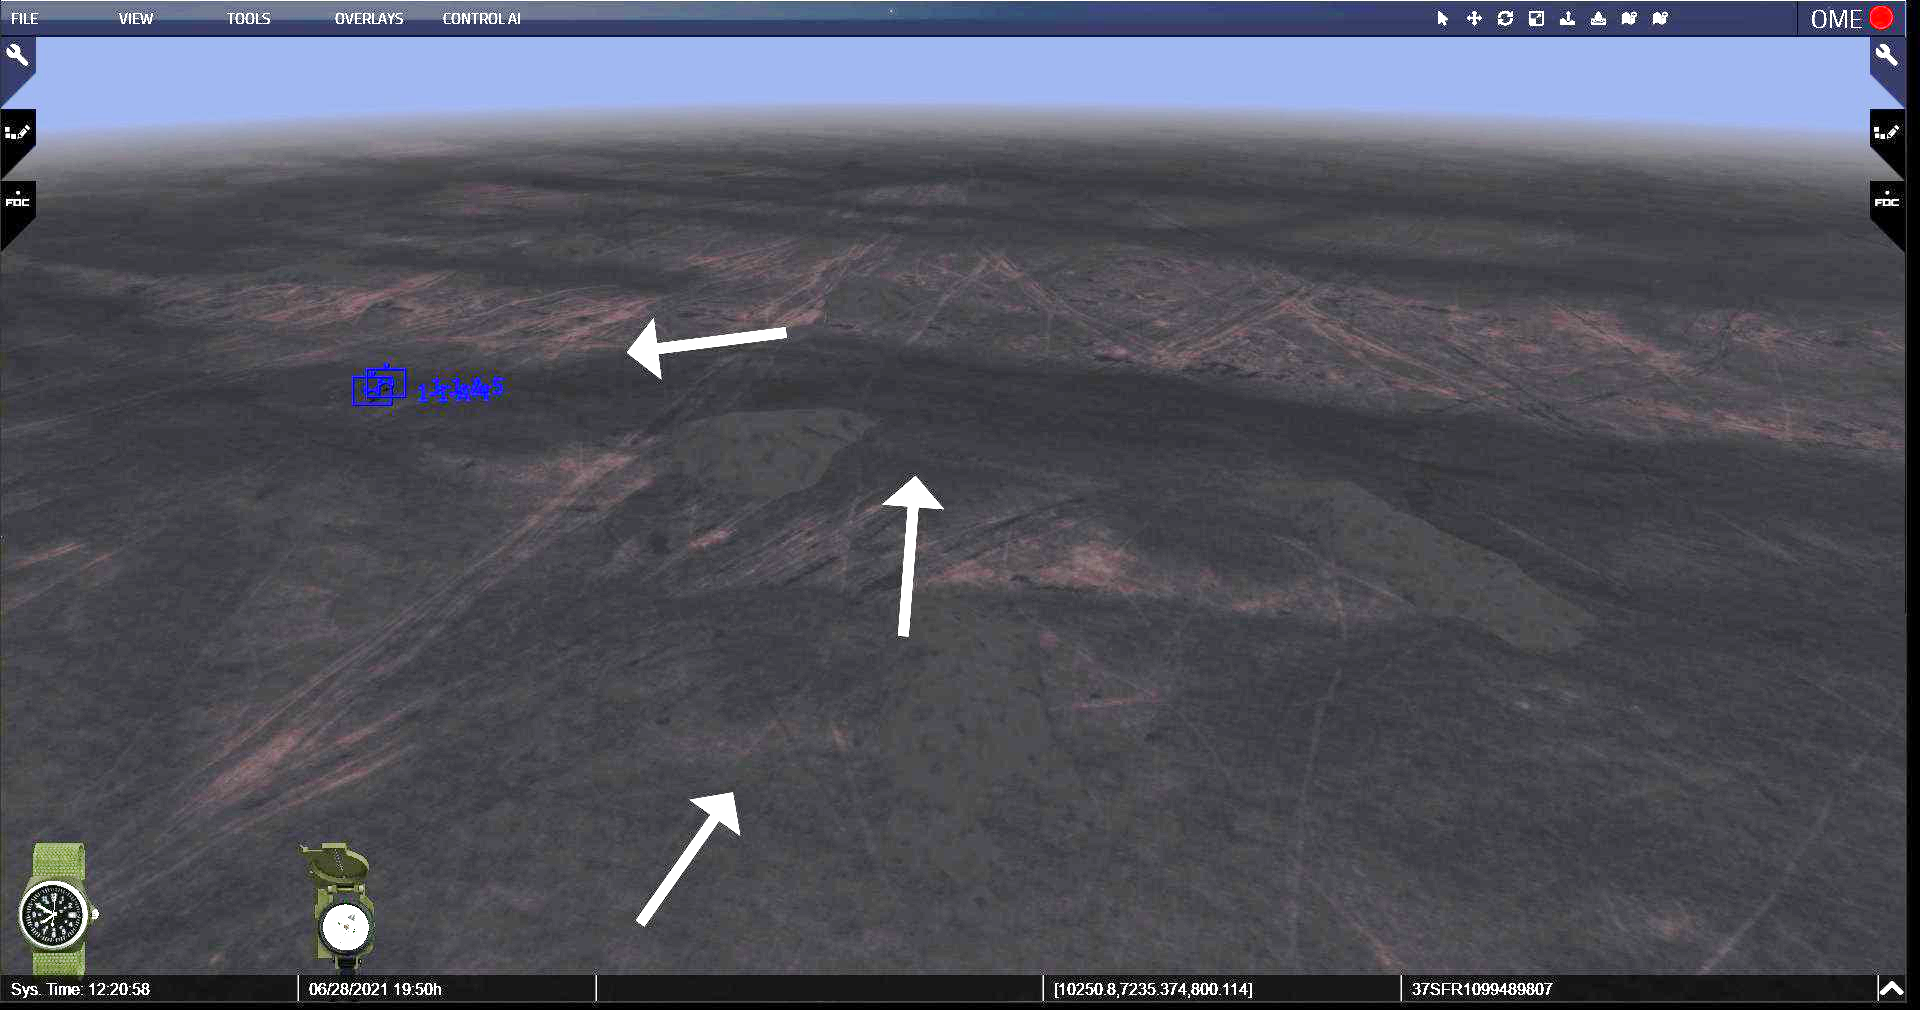 FILE VIEW TOOLS OVERLAYS CONTROL AI OME
FDC FDC
Sys. Time: 12:20:58 06/28/2021 19:50h [10250.8,7235.374,800.114] 37SFR1099489807